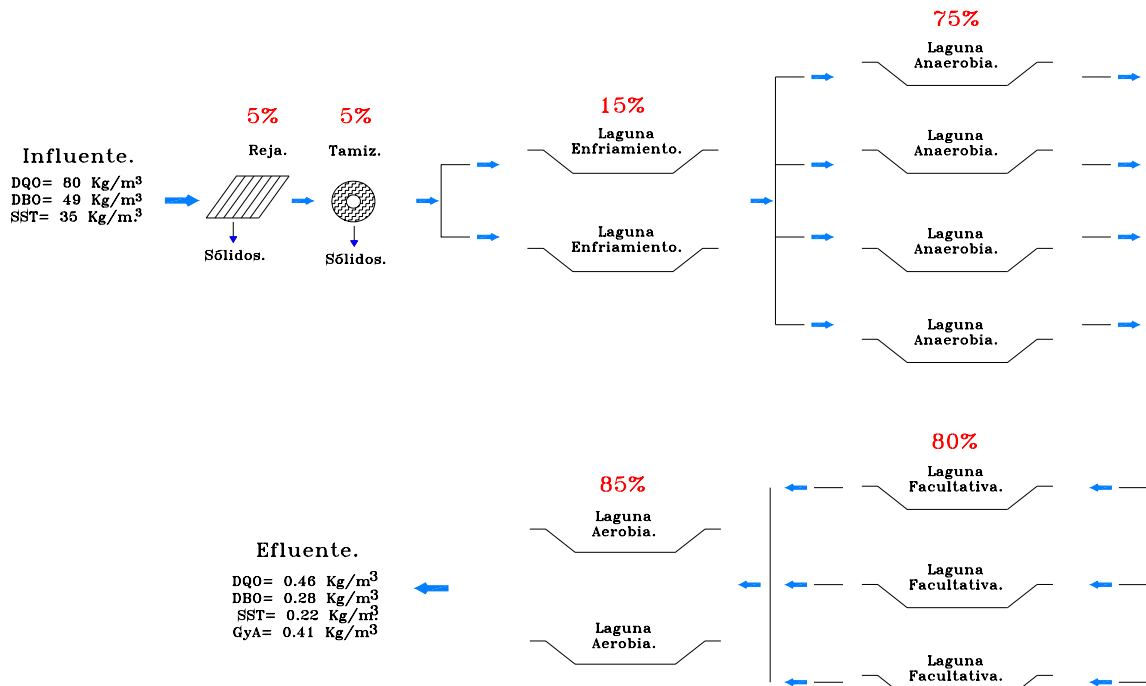 75%
Laguna
Anaerobia.
5%
5%
15%
Reja.
Tamiz.
Laguna
Enfriamiento.
Laguna
Anaerobia.
Influente.
DQO= 80 Kg/m3
DBO= 49 Kg/m3
SST= 35 Kg/m.3
Sólidos.
Sólidos.
Laguna
Enfriamiento.
Laguna
Anaerobia.
Laguna
Anaerobia.
80%
Laguna
Facultativa.
85%
Laguna
Aerobia.
Laguna
Facultativa.
Efluente.
DQO= 0.46 Kg/m3
DBO= 0.28 Kg/m3
SST= 0.22 Kg/m.3
GyA= 0.41 Kg/m3
Laguna
Aerobia.
Laguna
Facultativa.